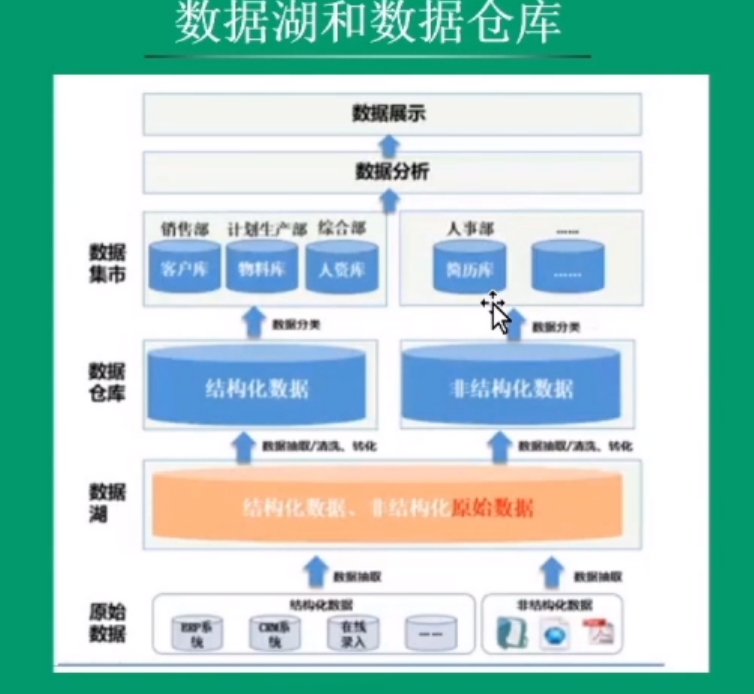 数据湖和数据仓库
数据展示
数据分析
销售部 计划生产部 综合部 人事部 ......
数据
集市
客户库 物料库 人资库 简历库 ......
数据分类 数据分类
数据
仓库
结构化数据 非结构化数据
数据抽取/清洗、转化 数据抽取/清洗、转化
数据
湖
结构化数据、非结构化原始数据
数据抽取 数据抽取
原始
数据
结构化数据 非结构化数据
ERP系
统
CRM系
统
在线
录入
......